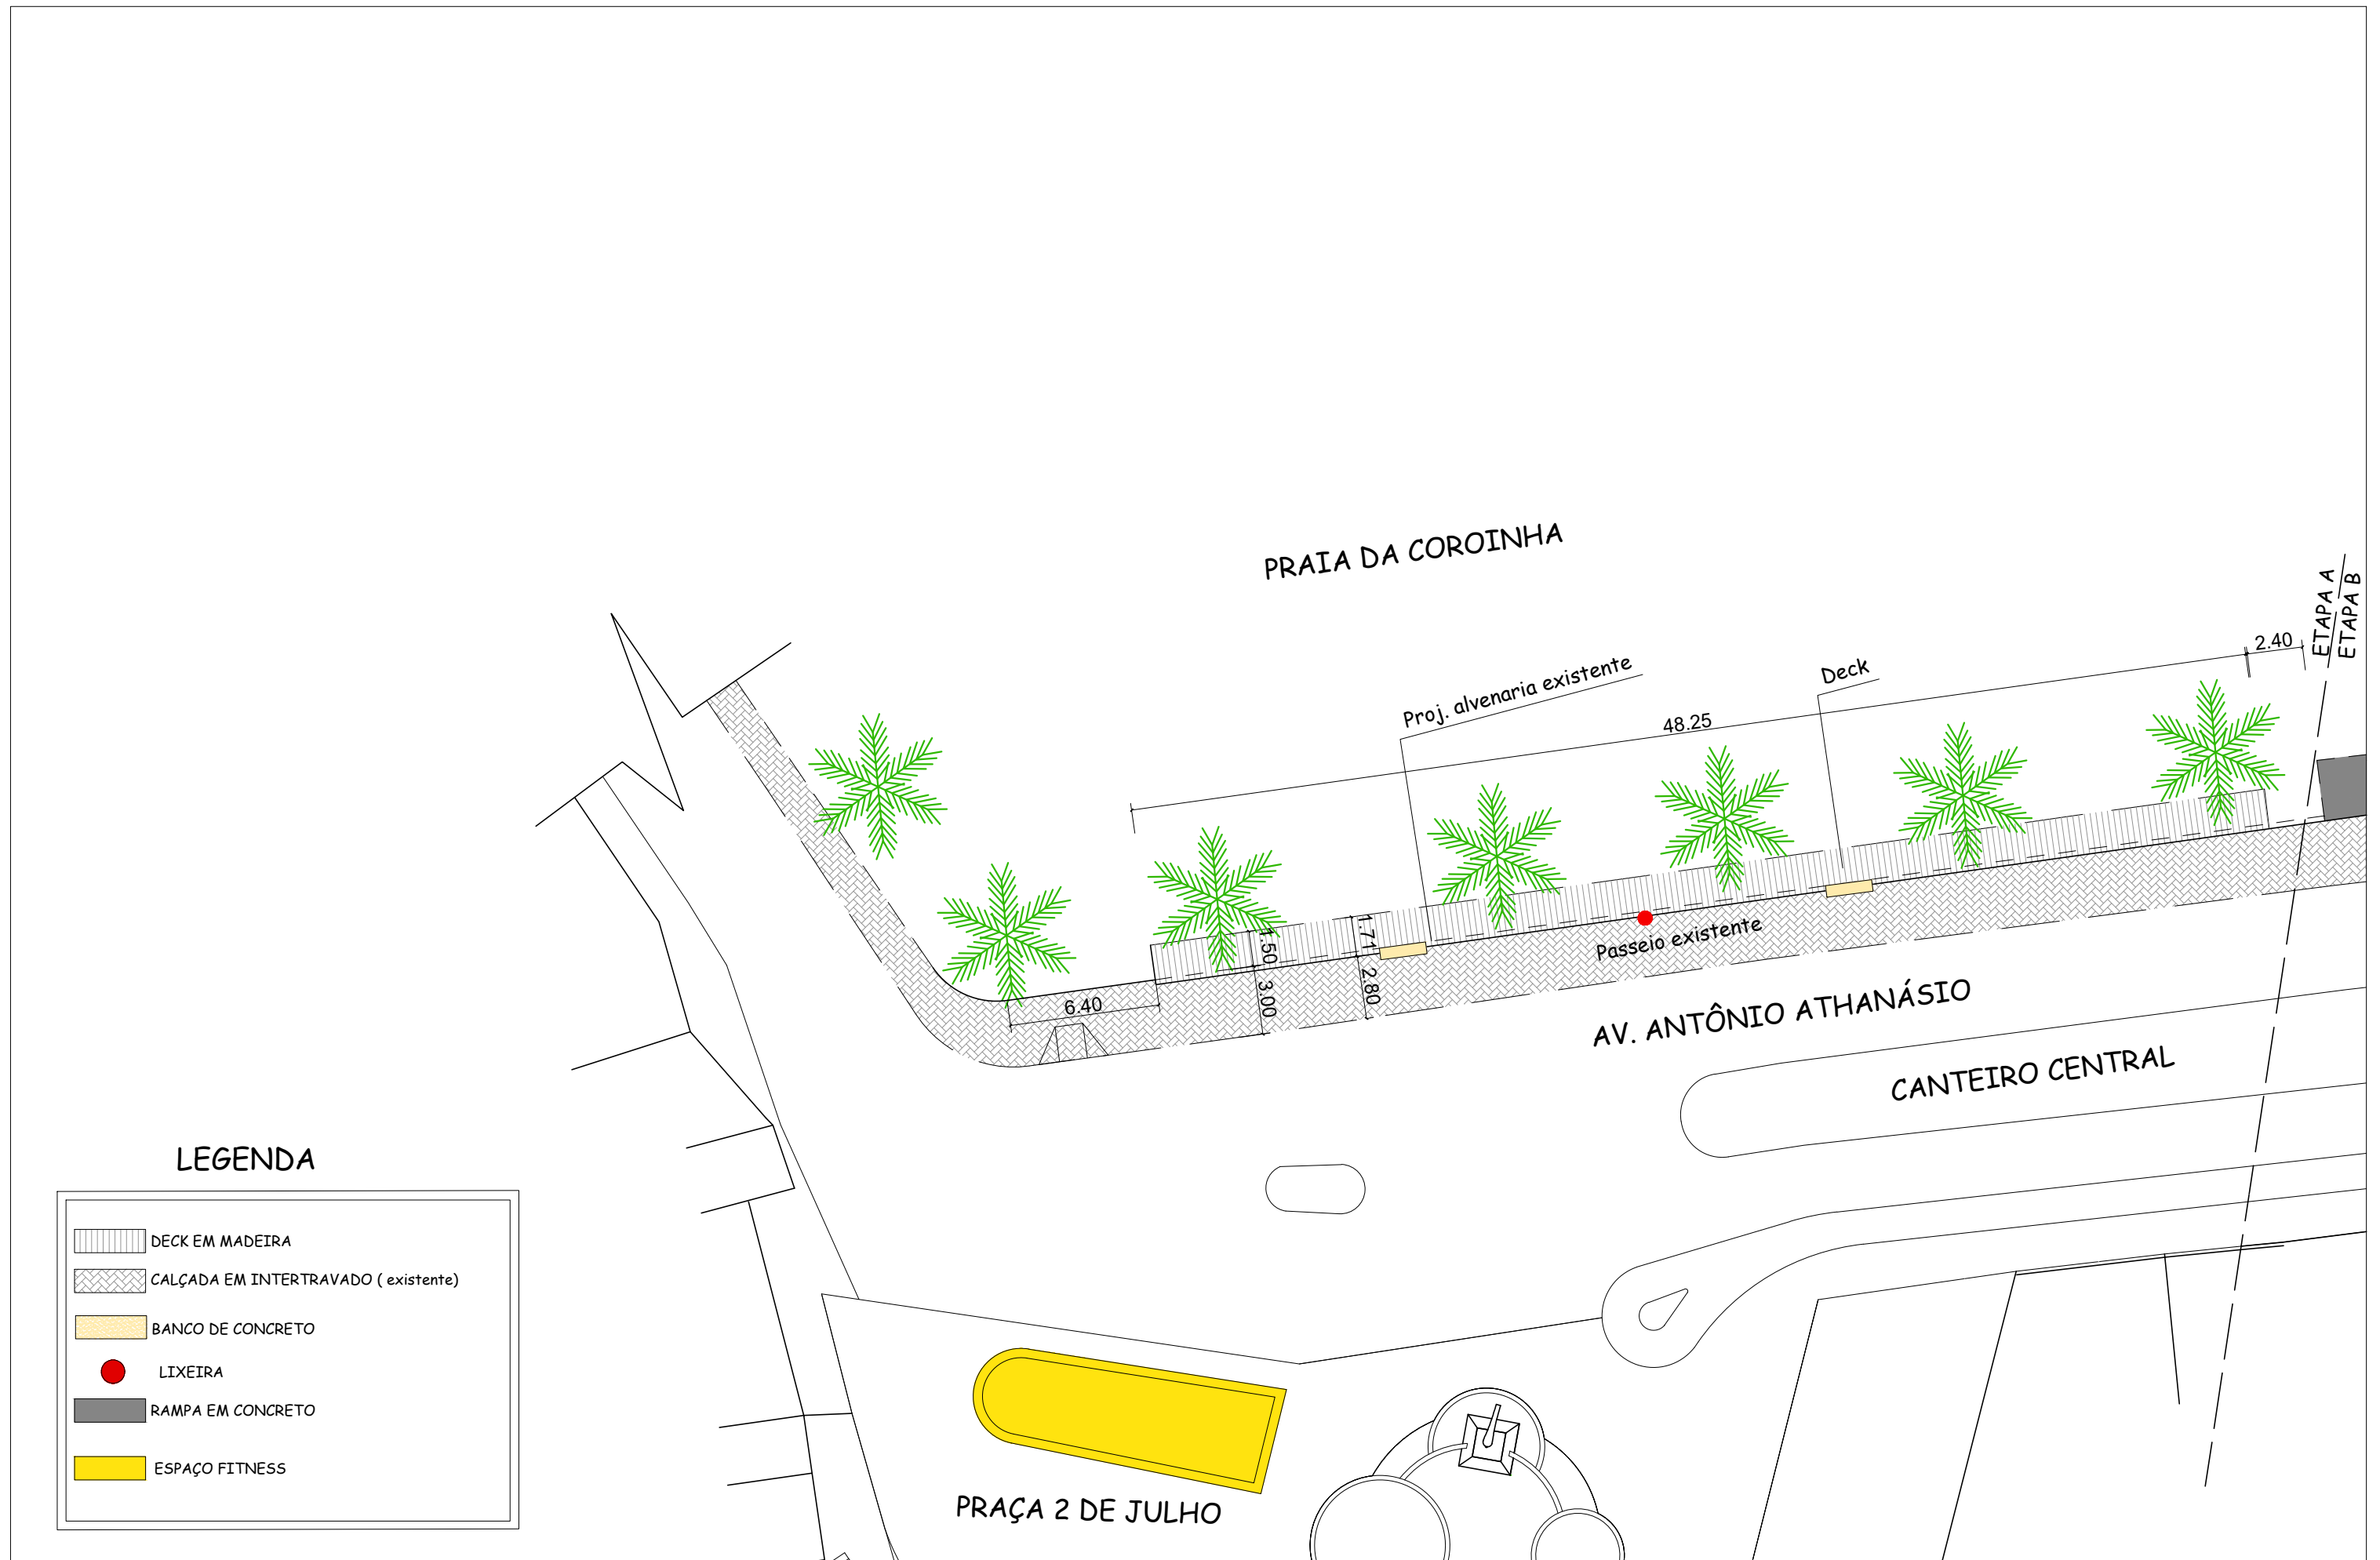 PRAIA DA COROINHA
ETAPA A
ETAPA B
2.40
Proj. alvenaria existente
Deck
48.25
1.50
1.71
3.00
2.80
6.40
Passeio existente
AV. ANTÔNIO ATHANÁSIO
CANTEIRO CENTRAL
LEGENDA
DECK EM MADEIRA
CALÇADA EM INTERTRAVADO ( existente)
BANCO DE CONCRETO
LIXEIRA
RAMPA EM CONCRETO
ESPAÇO FITNESS
PRAÇA 2 DE JULHO